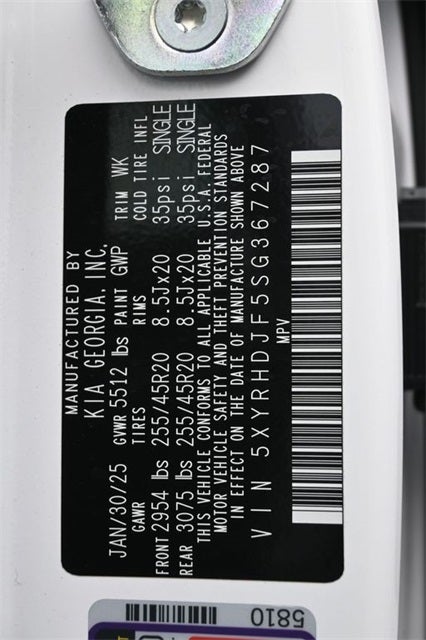 MANUFACTURED BY
KIA GEORGIA, INC.
JAN/30/25 GVWR 5512 lbs PAINT GWP TRIM WK
GAWR TIRES RIMS COLD TIRE INFL
FRONT 2954 lbs 255/45R20 8.5Jx20 35psi SINGLE
REAR 3075 lbs 255/45R20 8.5Jx20 35psi SINGLE
THIS VEHICLE CONFORMS TO ALL APPLICABLE U.S.A. FEDERAL
MOTOR VEHICLE SAFETY AND THEFT PREVENTION STANDARDS
IN EFFECT ON THE DATE OF MANUFACTURE SHOWN ABOVE
VIN 5XYRHDJF5SG367287
MPV
5810